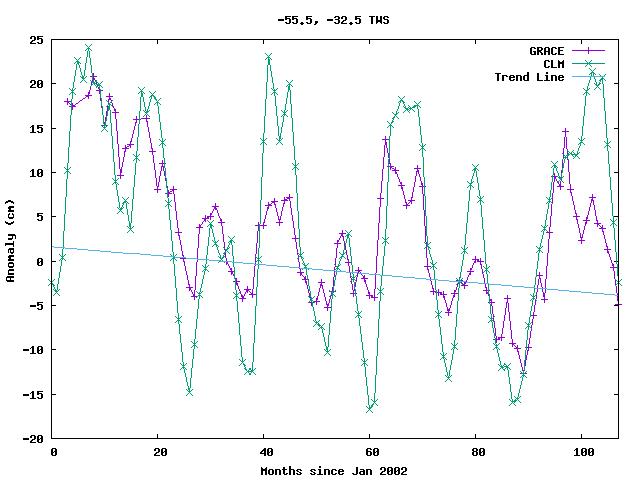 -55.5, -32.5 TWS
GRACE
CLM
Trend Line
Anomaly (cm)
25
20
15
10
5
0
-5
-10
-15
-20
0 20 40 60 80 100
Months since Jan 2002